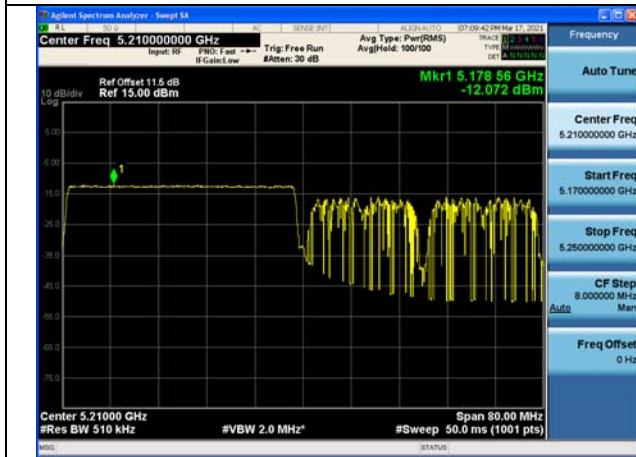 Agilent Spectrum Analyzer - Swept SA
RL 50 Ω AC SENSE:INT ALIGN AUTO 07:09:42 PM Mar 17, 2021
Center Freq 5.210000000 GHz
Input: RF PNO: Fast
IFGain:Low
Trig: Free Run
#Atten: 30 dB
Avg Type: Pwr(RMS)
Avg|Hold: 100/100
TRACE 1 2 3 4 5 6
TYPE
DET A N N N N N
Frequency
Auto Tune
Ref Offset 11.5 dB
10 dB/div Ref 15.00 dBm
Log
Mkr1 5.178 56 GHz
-12.072 dBm
1
5.00
-5.00
-15.0
-25.0
-35.0
-45.0
-55.0
-65.0
-75.0
Center Freq
5.210000000 GHz
Start Freq
5.170000000 GHz
Stop Freq
5.250000000 GHz
CF Step
8.000000 MHz
Auto Man
Freq Offset
0 Hz
Center 5.21000 GHz Span 80.00 MHz
#Res BW 510 kHz #VBW 2.0 MHz* #Sweep 50.0 ms (1001 pts)
MSG STATUS